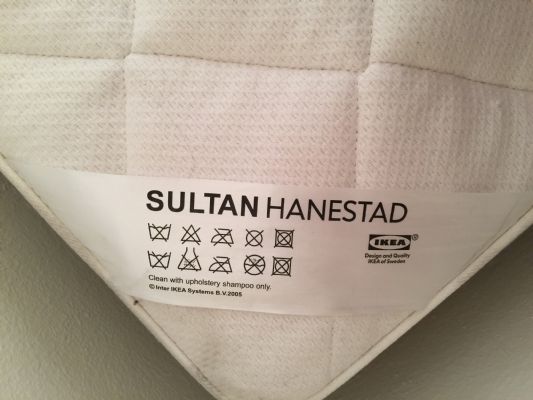 SULTAN HANESTAD
IKEA®
Design and Quality
IKEA of Sweden
Clean with upholstery shampoo only.
© Inter IKEA Systems B.V.2005